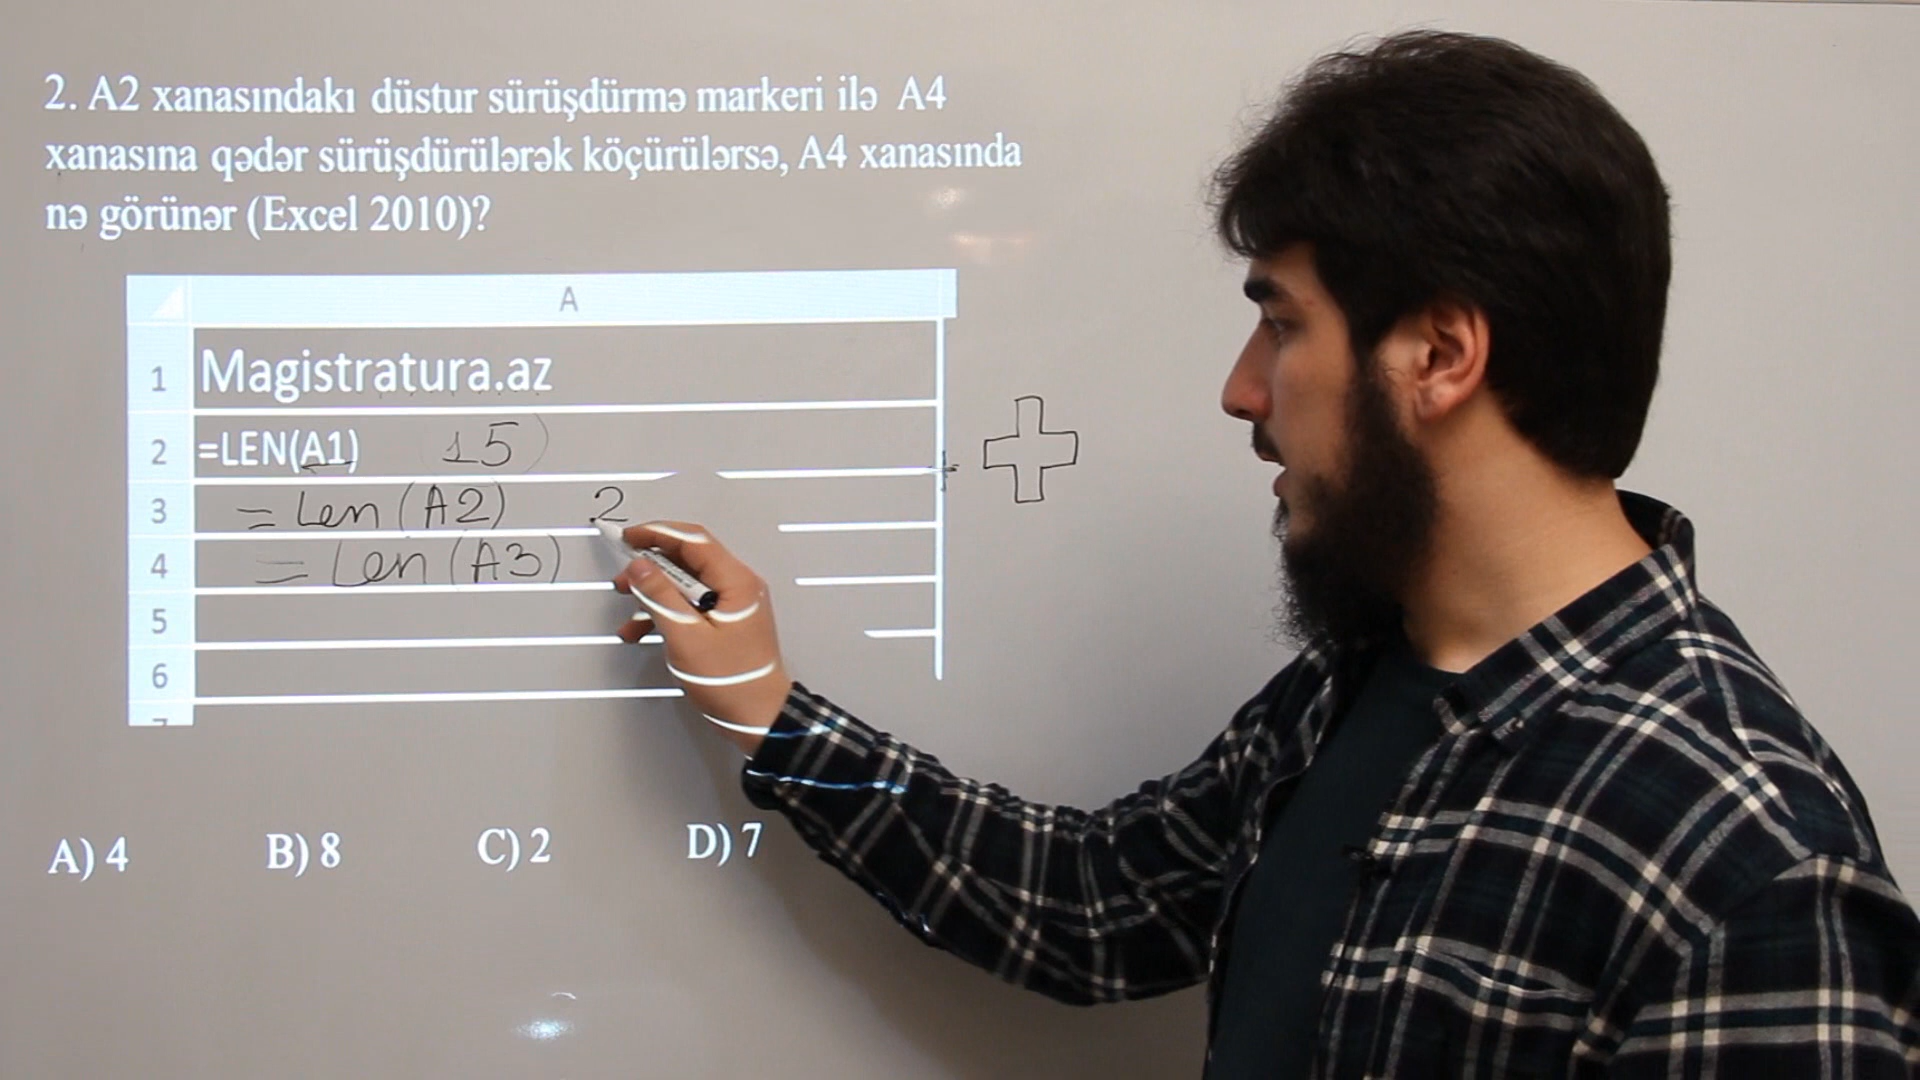 2. A2 xanasındakı düstur sürüşdürmə markeri ilə A4
xanasına qədər sürüşdürülərək köçürülərsə, A4 xanasında
nə görünər (Excel 2010)?
A
1 Magistratura.az
2 =LEN(A1) 15
3 = Len (A2) 2
4 = Len (A3)
5
6
A) 4 B) 8 C) 2 D) 7